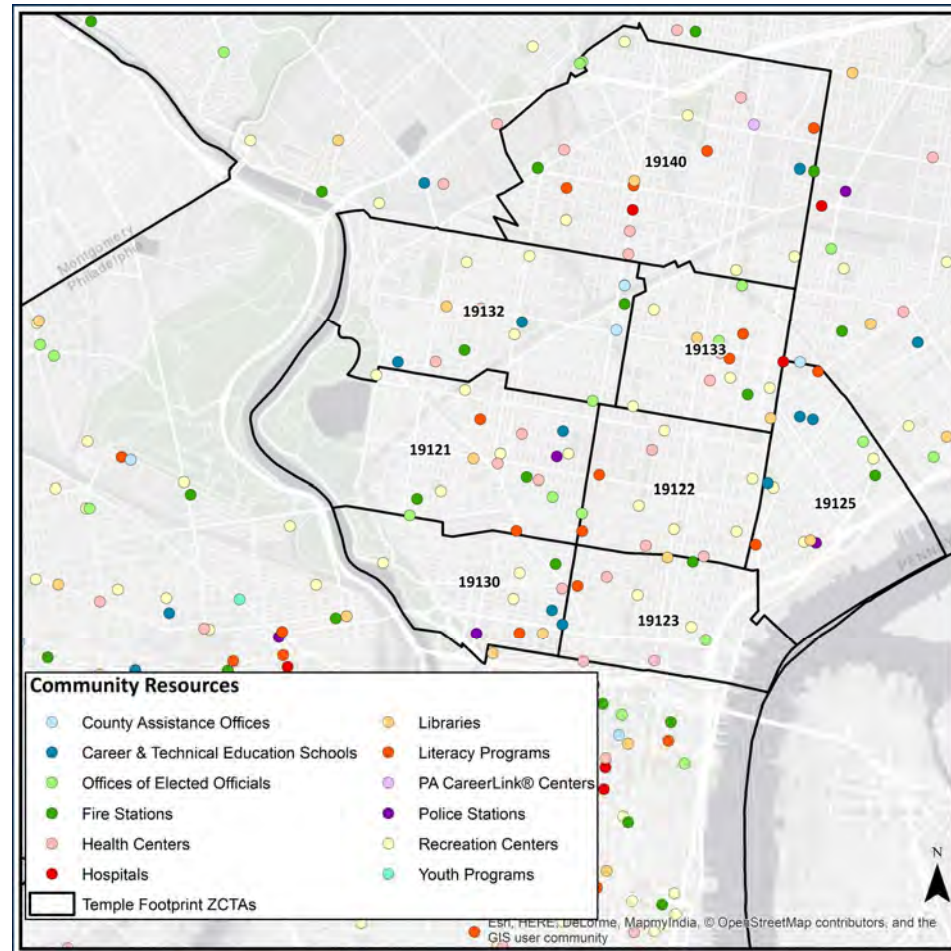 Montgomery
Philadelphia
19140
19132
19133
19121
19122
19125
19130
19123
PENN
Community Resources
County Assistance Offices
Libraries
Career & Technical Education Schools
Literacy Programs
Offices of Elected Officials
PA CareerLink® Centers
Fire Stations
Police Stations
Health Centers
Recreation Centers
Hospitals
Youth Programs
Temple Footprint ZCTAs
N
Esri, HERE, DeLorme, MapmyIndia, © OpenStreetMap contributors, and the
GIS user community